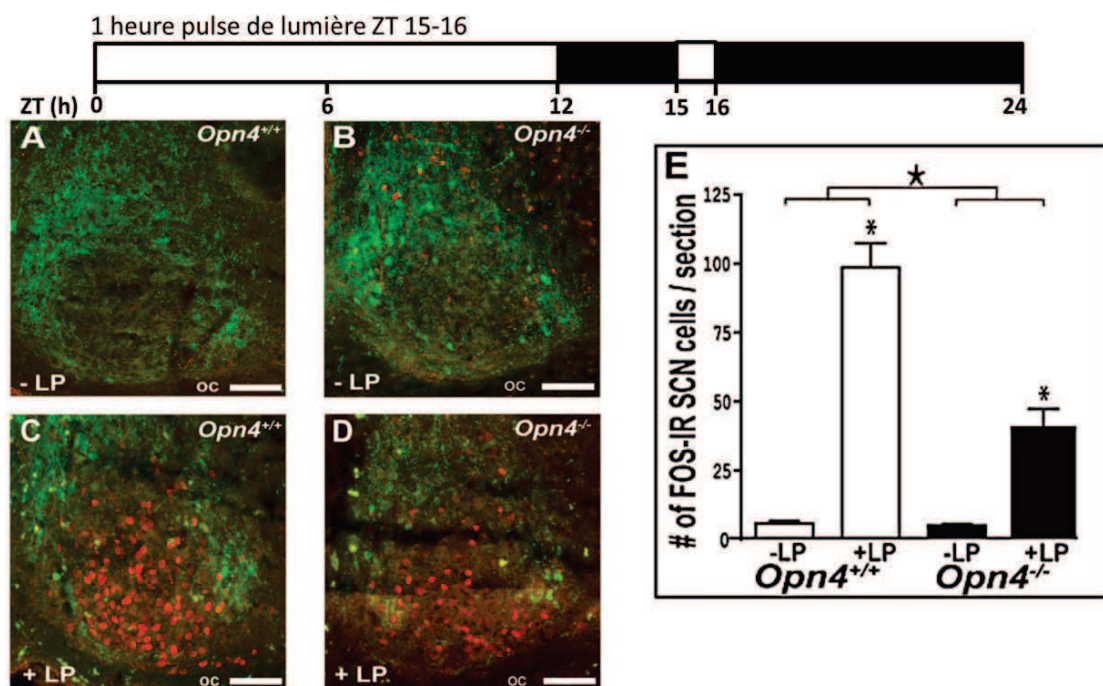 1 heure pulse de lumière ZT 15-16
ZT (h) 0 6 12 15 16 24
A Opn4+/+
- LP OC
B Opn4-/-
- LP OC
C Opn4+/+
+ LP OC
D Opn4-/-
+ LP OC
E
# of FOS-IR SCN cells / section
125
100
75
50
25
0
*
*
*
-LP +LP -LP +LP
Opn4+/+ Opn4-/-